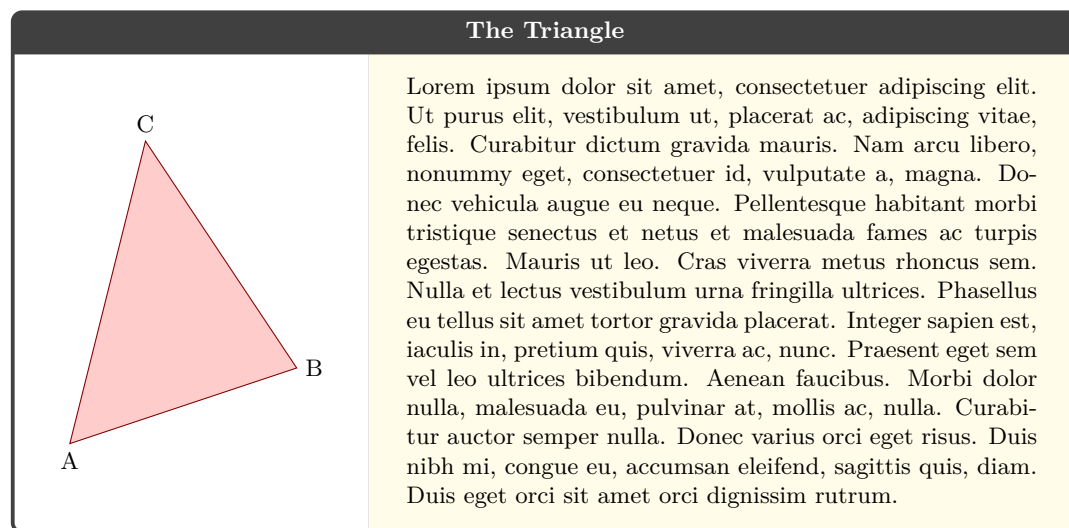 The Triangle
C
B
A
Lorem ipsum dolor sit amet, consectetuer adipiscing elit.
Ut purus elit, vestibulum ut, placerat ac, adipiscing vitae,
felis. Curabitur dictum gravida mauris. Nam arcu libero,
nonummy eget, consectetuer id, vulputate a, magna. Do-
nec vehicula augue eu neque. Pellentesque habitant morbi
tristique senectus et netus et malesuada fames ac turpis
egestas. Mauris ut leo. Cras viverra metus rhoncus sem.
Nulla et lectus vestibulum urna fringilla ultrices. Phasellus
eu tellus sit amet tortor gravida placerat. Integer sapien est,
iaculis in, pretium quis, viverra ac, nunc. Praesent eget sem
vel leo ultrices bibendum. Aenean faucibus. Morbi dolor
nulla, malesuada eu, pulvinar at, mollis ac, nulla. Curabi-
tur auctor semper nulla. Donec varius orci eget risus. Duis
nibh mi, congue eu, accumsan eleifend, sagittis quis, diam.
Duis eget orci sit amet orci dignissim rutrum.